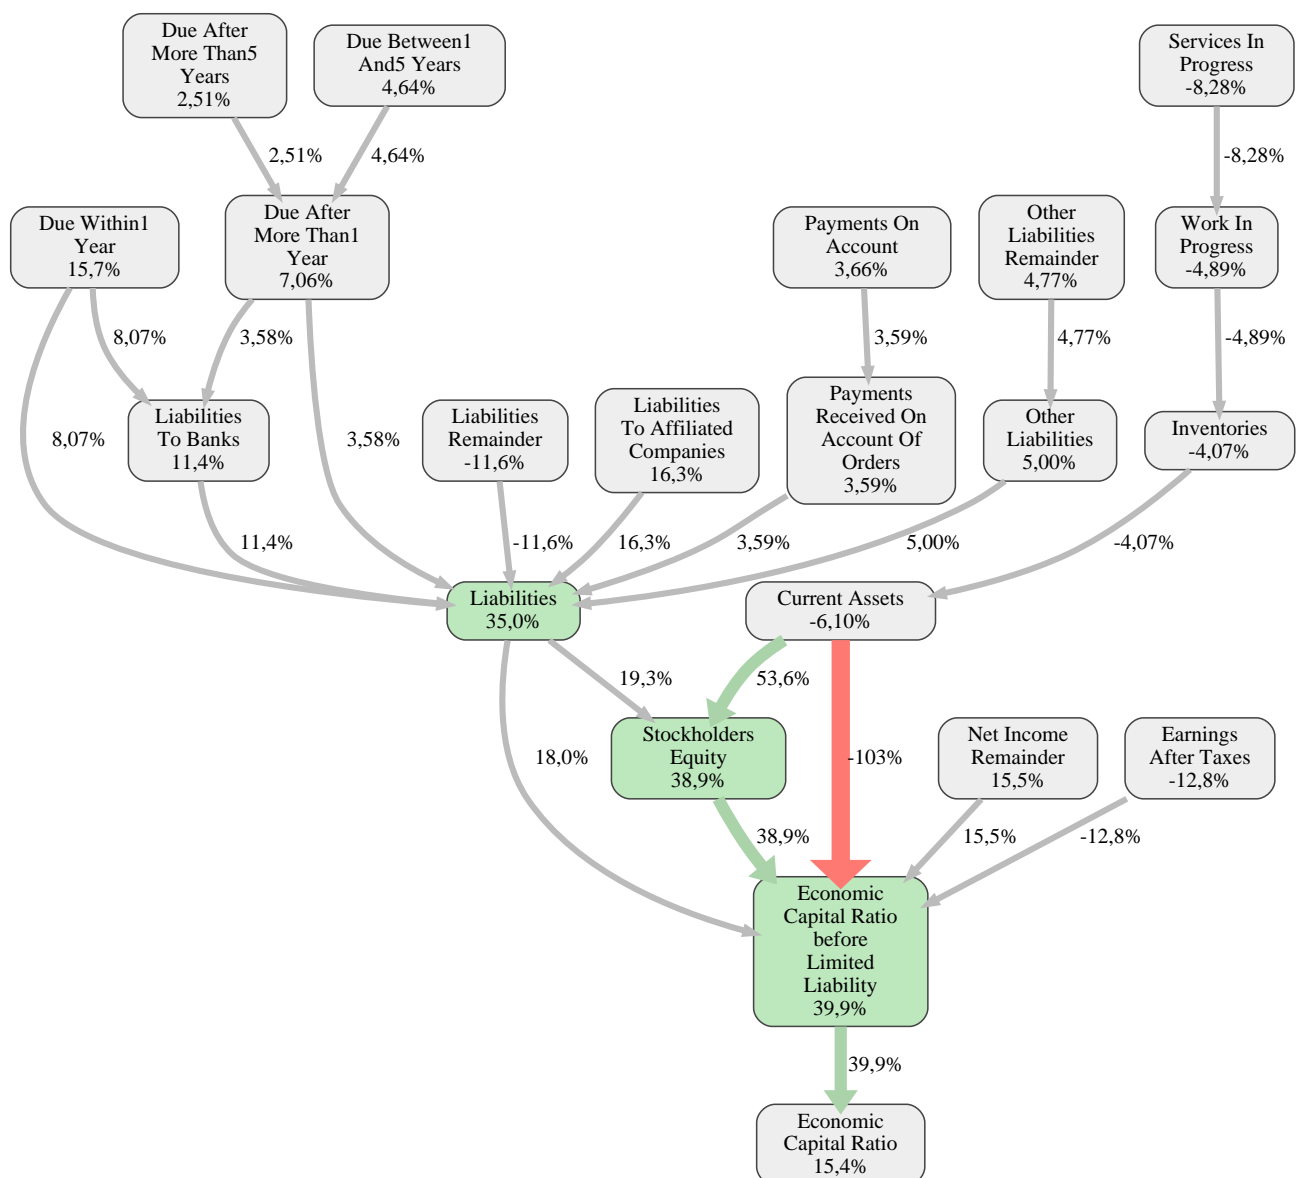 Due After
More Than5
Years
2,51%
Due Between1
And5 Years
4,64%
Services In
Progress
-8,28%
2,51%
4,64%
-8,28%
Due Within1
Year
15,7%
Due After
More Than1
Year
7,06%
Payments On
Account
3,66%
Other
Liabilities
Remainder
4,77%
Work In
Progress
-4,89%
8,07%
3,58%
3,59%
4,77%
-4,89%
Liabilities
To Banks
11,4%
Liabilities
Remainder
-11,6%
Liabilities
To Affiliated
Companies
16,3%
Payments
Received On
Account Of
Orders
3,59%
Other
Liabilities
5,00%
Inventories
-4,07%
8,07%
3,58%
11,4%
-11,6%
16,3%
3,59%
5,00%
-4,07%
Liabilities
35,0%
Current Assets
-6,10%
19,3%
53,6%
Stockholders
Equity
38,9%
Net Income
Remainder
15,5%
Earnings
After Taxes
-12,8%
18,0%
-103%
38,9%
15,5%
-12,8%
Economic
Capital Ratio
before
Limited
Liability
39,9%
39,9%
Economic
Capital Ratio
15,4%